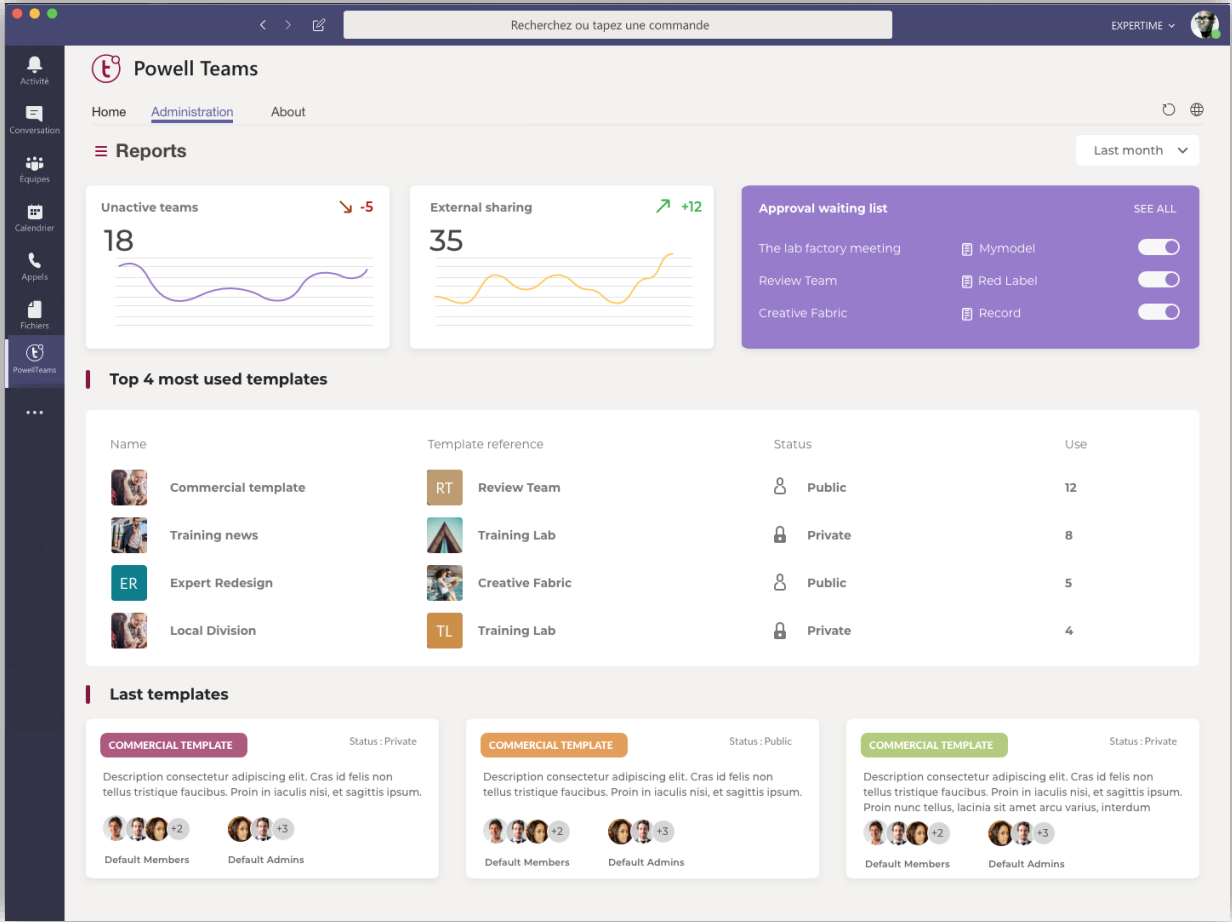 Recherchez ou tapez une commande
EXPERTIME
Activité
Conversation
Équipes
Calendrier
Appels
Fichiers
PowellTeams
Powell Teams
Home Administration About
Reports
Last month
Unactive teams -5
18
External sharing +12
35
Approval waiting list SEE ALL
The lab factory meeting Mymodel
Review Team Red Label
Creative Fabric Record
Top 4 most used templates
Name Template reference Status Use
Commercial template RT Review Team Public 12
Training news Training Lab Private 8
ER Expert Redesign Creative Fabric Public 5
Local Division TL Training Lab Private 4
Last templates
COMMERCIAL TEMPLATE Status : Private
Description consectetur adipiscing elit. Cras id felis non
tellus tristique faucibus. Proin in iaculis nisi, et sagittis ipsum.
+2 +3
Default Members Default Admins
COMMERCIAL TEMPLATE Status : Public
Description consectetur adipiscing elit. Cras id felis non
tellus tristique faucibus. Proin in iaculis nisi, et sagittis ipsum.
+2 +3
Default Members Default Admins
COMMERCIAL TEMPLATE Status : Private
Description consectetur adipiscing elit. Cras id felis non
tellus tristique faucibus. Proin in iaculis nisi, et sagittis ipsum.
Proin nunc tellus, lacinia sit amet arcu varius, interdum
+2 +3
Default Members Default Admins